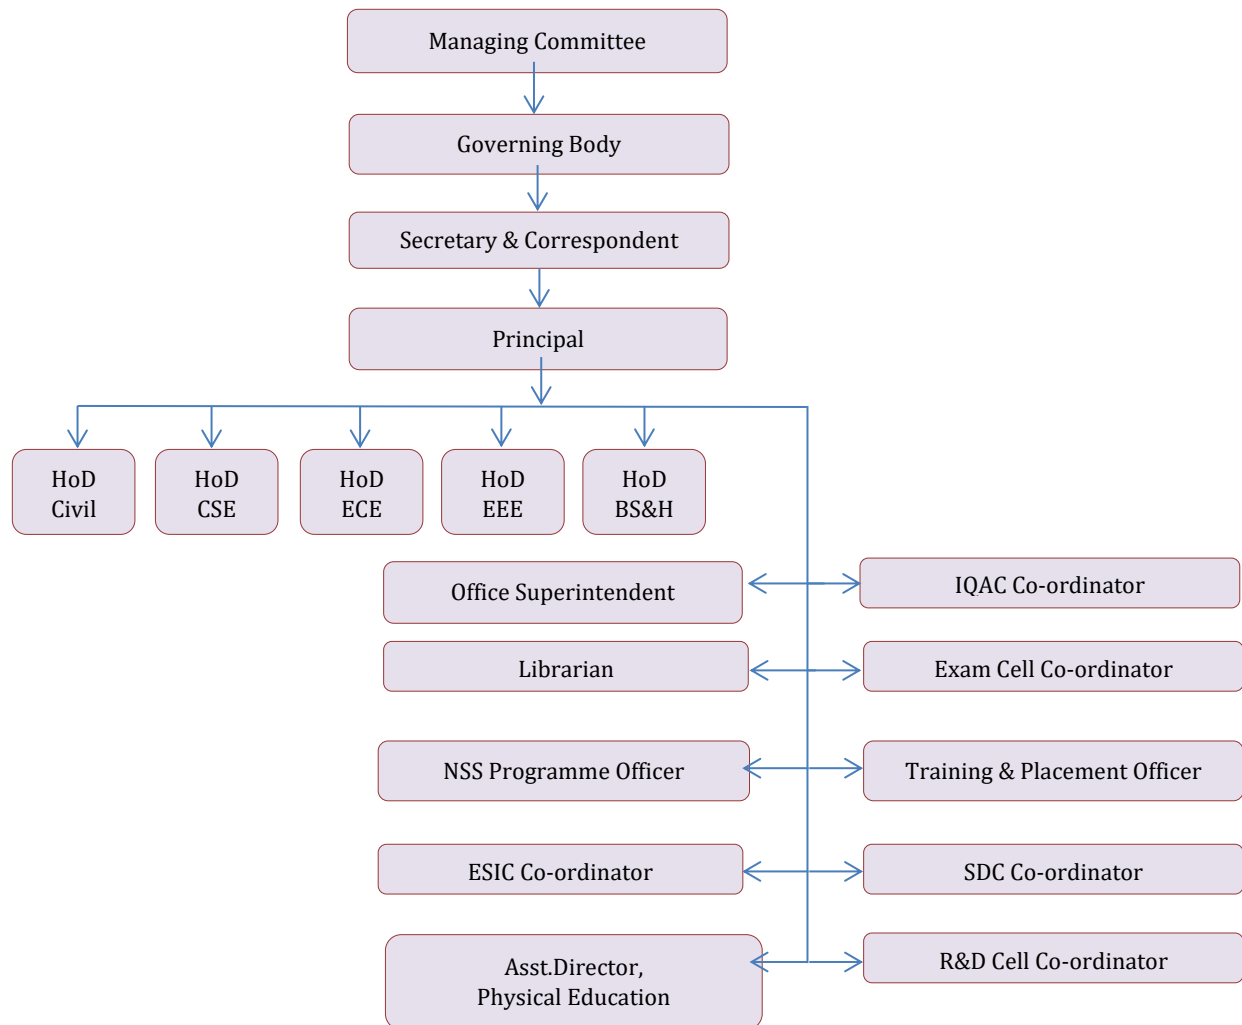 Managing Committee
Governing Body
Secretary & Correspondent
Principal
HoD
Civil
HoD
CSE
HoD
ECE
HoD
EEE
HoD
BS&H
Office Superintendent
IQAC Co-ordinator
Librarian
Exam Cell Co-ordinator
NSS Programme Officer
Training & Placement Officer
ESIC Co-ordinator
SDC Co-ordinator
Asst.Director,
Physical Education
R&D Cell Co-ordinator